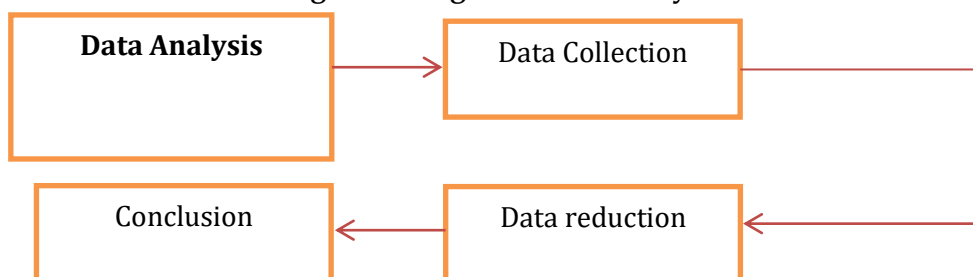 Data Analysis
Data Collection
Conclusion
Data reduction